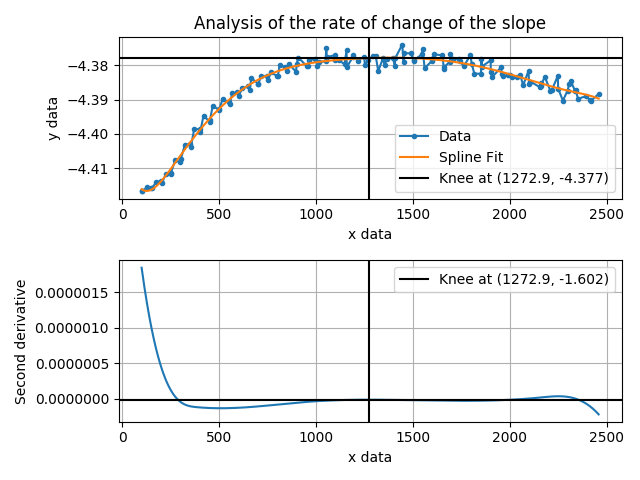 Analysis of the rate of change of the slope
y data
−4.38
−4.39
−4.40
−4.41
Data
Spline Fit
Knee at (1272.9, -4.377)
0 500 1000 1500 2000 2500
x data
Second derivative
0.0000015
0.0000010
0.0000005
0.0000000
Knee at (1272.9, -1.602)
0 500 1000 1500 2000 2500
x data